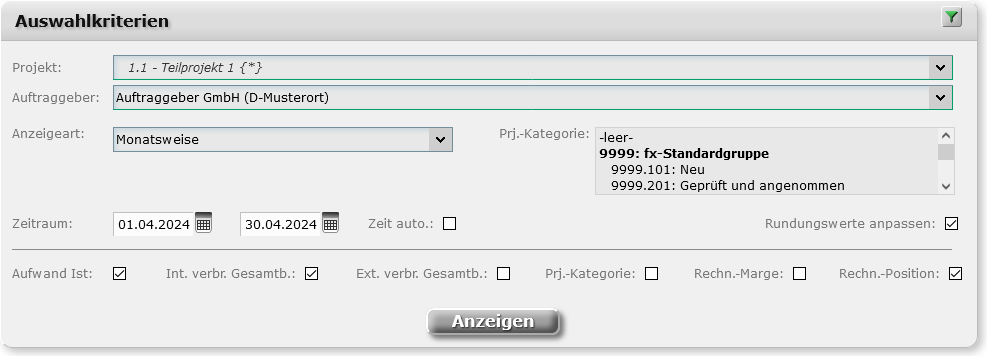 Auswahlkriterien
Projekt: 1.1 - Teilprojekt 1 {*}
Auftraggeber: Auftraggeber GmbH (D-Musterort)
Anzeigeart: Monatsweise Prj.-Kategorie: -leer-
9999: fx-Standardgruppe
9999.101: Neu
9999.201: Geprüft und angenommen
Zeitraum: 01.04.2024 30.04.2024 Zeit auto.: Rundungswerte anpassen:
Aufwand Ist: Int. verbr. Gesamtb.: Ext. verbr. Gesamtb.: Prj.-Kategorie: Rechn.-Marge: Rechn.-Position:
Anzeigen